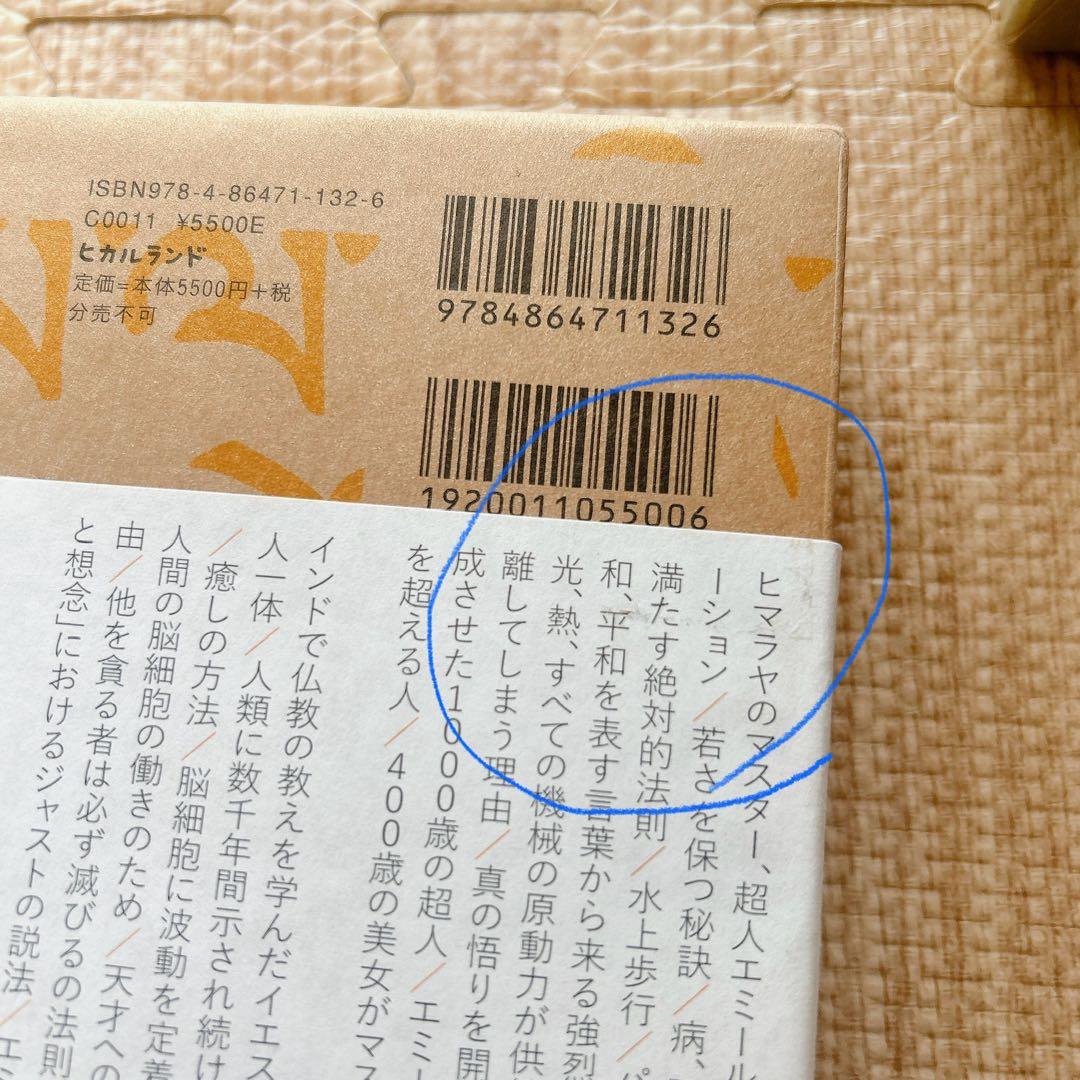 ISBN978-4-86471-132-6
C0011 ¥5500E
ヒカルランド
定価=本体5500円+税
分売不可
9784864711326
1920011055006
ヒマラヤのマスター、超人エミール
ーション/若さを保つ秘訣/病、
満たす絶対的法則/水上歩行/パ
和、平和を表す言葉から来る強烈
光、熱、すべての機械の原動力が供
離してしまう理由/真の悟りを開
成させた1000歳の超人/エミー
を超える人/400歳の美女がマス
インドで仏教の教えを学んだイエス
人一体/人類に数千年間示され続け
/癒しの方法/脳細胞に波動を定着
人間の脳細胞の働きのため/天才への
由/他を貪る者は必ず滅びるの法則
と想念」におけるジャストの説法/エ